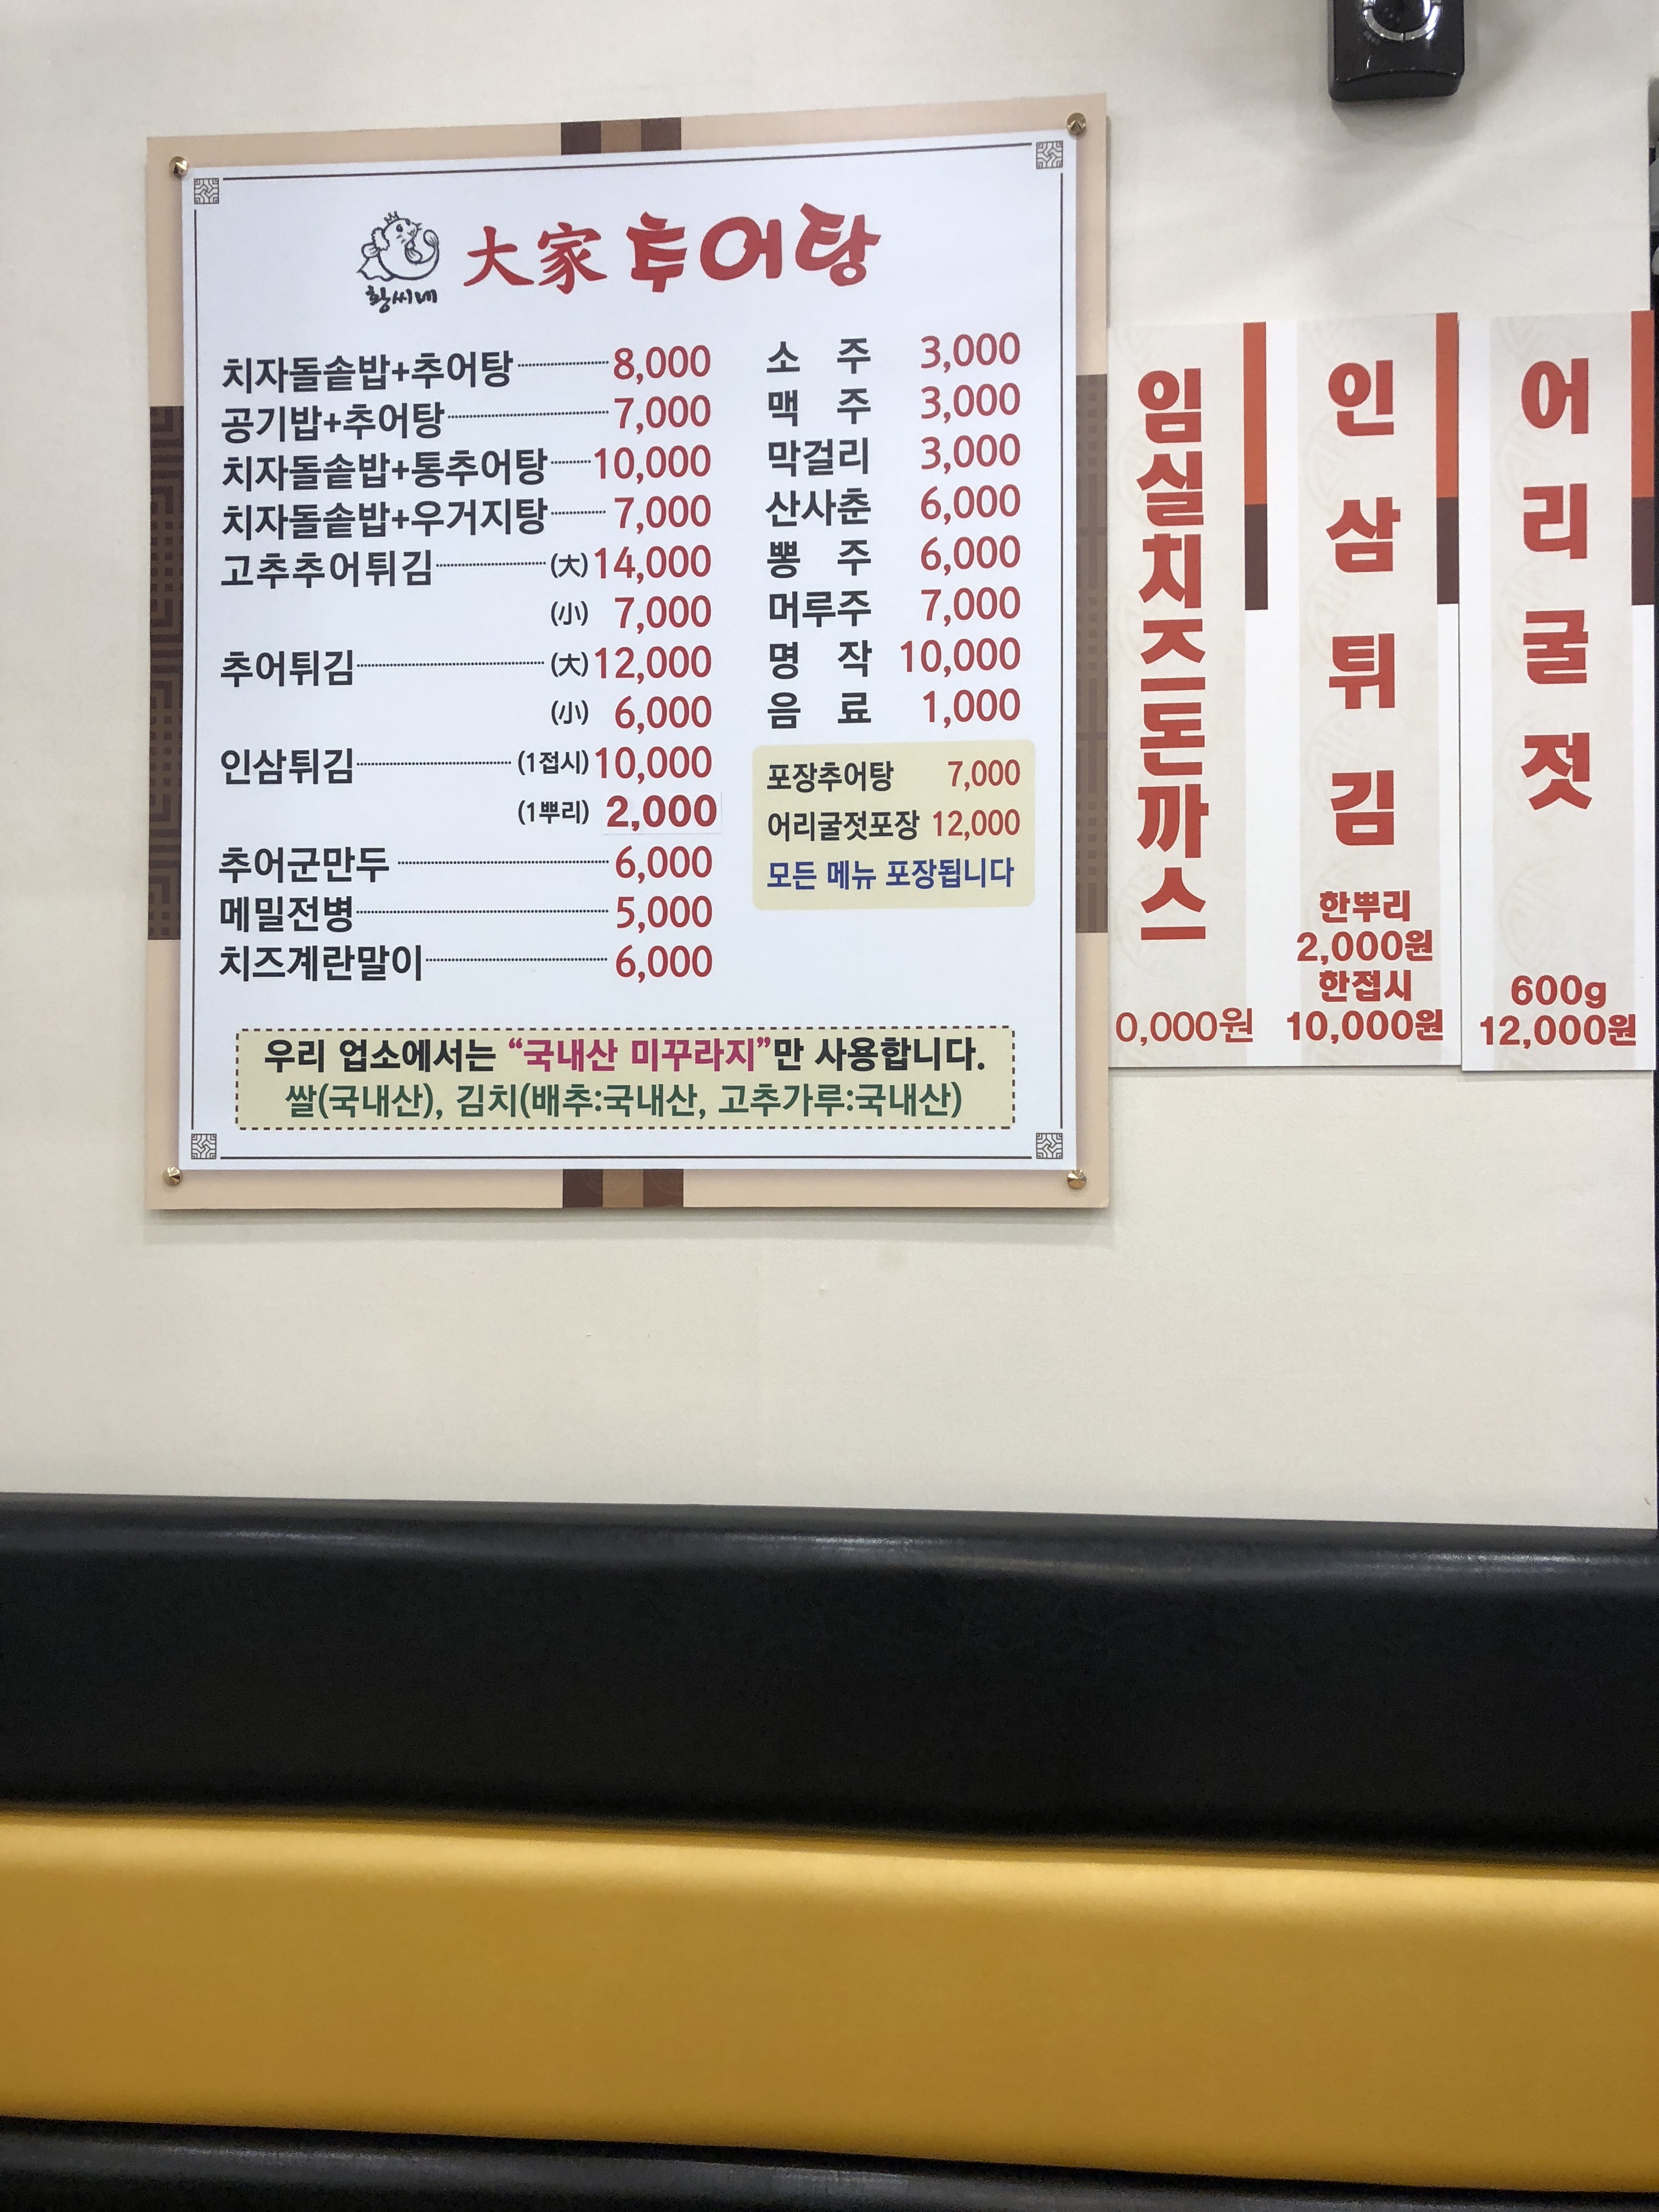 황씨네
大家 추어탕
치자돌솥밥+추어탕 8,000
공기밥+추어탕 7,000
치자돌솥밥+통추어탕 10,000
치자돌솥밥+우거지탕 7,000
고추추어튀김 (大) 14,000
(小) 7,000
추어튀김 (大) 12,000
(小) 6,000
인삼튀김 (1접시) 10,000
(1뿌리) 2,000
추어군만두 6,000
메밀전병 5,000
치즈계란말이 6,000
소주 3,000
맥주 3,000
막걸리 3,000
산사춘 6,000
뽕주 6,000
머루주 7,000
명작 10,000
음료 1,000
포장추어탕 7,000
어리굴젓포장 12,000
모든 메뉴 포장됩니다
우리 업소에서는 “국내산 미꾸라지”만 사용합니다.
쌀(국내산), 김치(배추:국내산, 고추가루:국내산)
임실치즈돈까스
0,000원
인삼튀김
한뿌리
2,000원
한접시
10,000원
어리굴젓
600g
12,000원